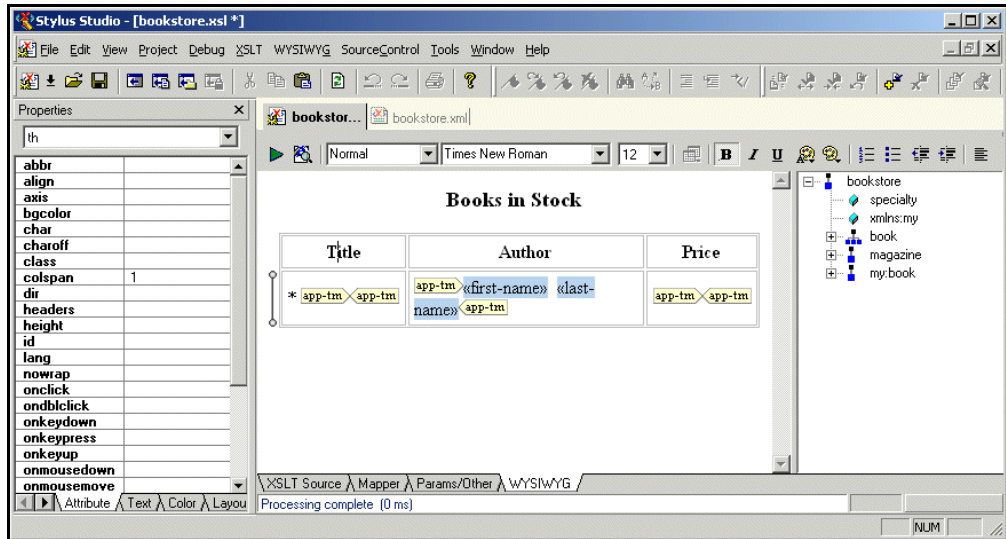 Stylus Studio - [bookstore.xsl *]
File Edit View Project Debug XSLT WYSIWYG SourceControl Tools Window Help
Properties
th
abbr
align
axis
bgcolor
char
charoff
class
colspan 1
dir
headers
height
id
lang
nowrap
onclick
ondblclick
onkeydown
onkeypress
onkeyup
onmousedown
onmousemove
Attribute Text Color Layou
bookstor... bookstore.xml
Normal Times New Roman 12 B I U
Books in Stock
Title Author Price
* app-tm app-tm
app-tm «first-name» «last-
name» app-tm
app-tm app-tm
XSLT Source Mapper Params/Other WYSIWYG
Processing complete (0 ms)
bookstore
specialty
xmlns:my
book
magazine
my:book
NUM